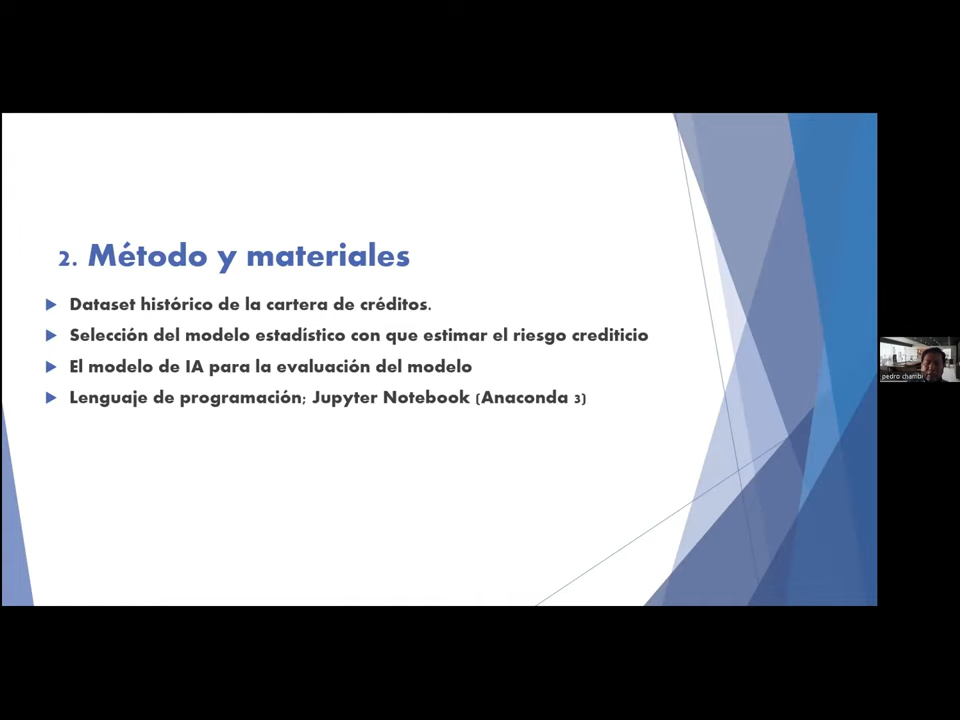 2. Método y materiales
Dataset histórico de la cartera de créditos.
Selección del modelo estadístico con que estimar el riesgo crediticio
El modelo de IA para la evaluación del modelo
Lenguaje de programación; Jupyter Notebook (Anaconda 3)
pedro chambi